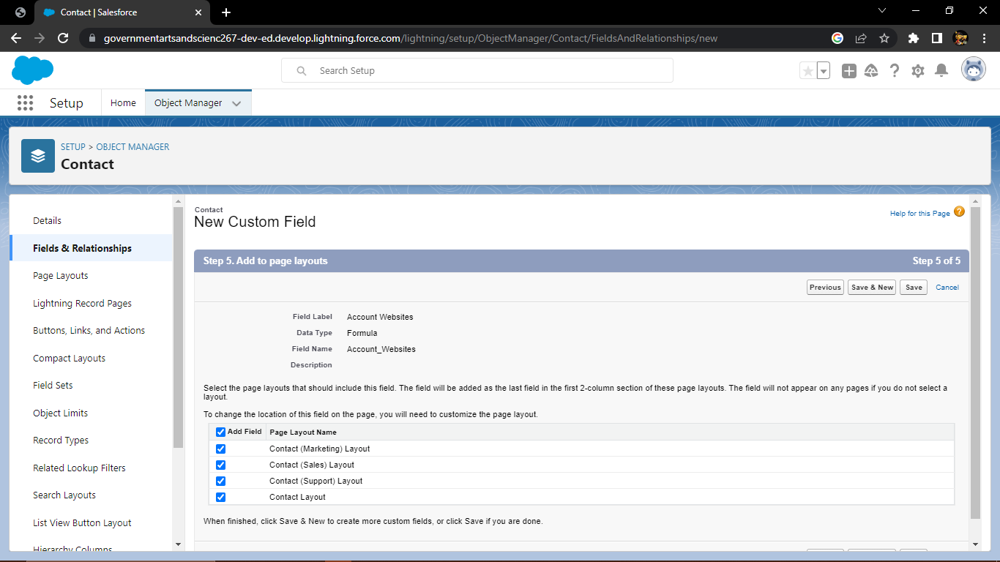 Contact | Salesforce
governmentartsandscienc267-dev-ed.develop.lightning.force.com/lightning/setup/ObjectManager/Contact/FieldsAndRelationships/new
Search Setup
Setup
Home
Object Manager
SETUP > OBJECT MANAGER
Contact
Details
Fields & Relationships
Page Layouts
Lightning Record Pages
Buttons, Links, and Actions
Compact Layouts
Field Sets
Object Limits
Record Types
Related Lookup Filters
Search Layouts
List View Button Layout
Hierarchy Columns
Contact
New Custom Field
Help for this Page ?
Step 5. Add to page layouts
Step 5 of 5
Previous Save & New Save Cancel
Field Label Account Websites
Data Type Formula
Field Name Account_Websites
Description
Select the page layouts that should include this field. The field will be added as the last field in the first 2-column section of these page layouts. The field will not appear on any pages if you do not select a
layout.
To change the location of this field on the page, you will need to customize the page layout.
Add Field Page Layout Name
Contact (Marketing) Layout
Contact (Sales) Layout
Contact (Support) Layout
Contact Layout
When finished, click Save & New to create more custom fields, or click Save if you are done.